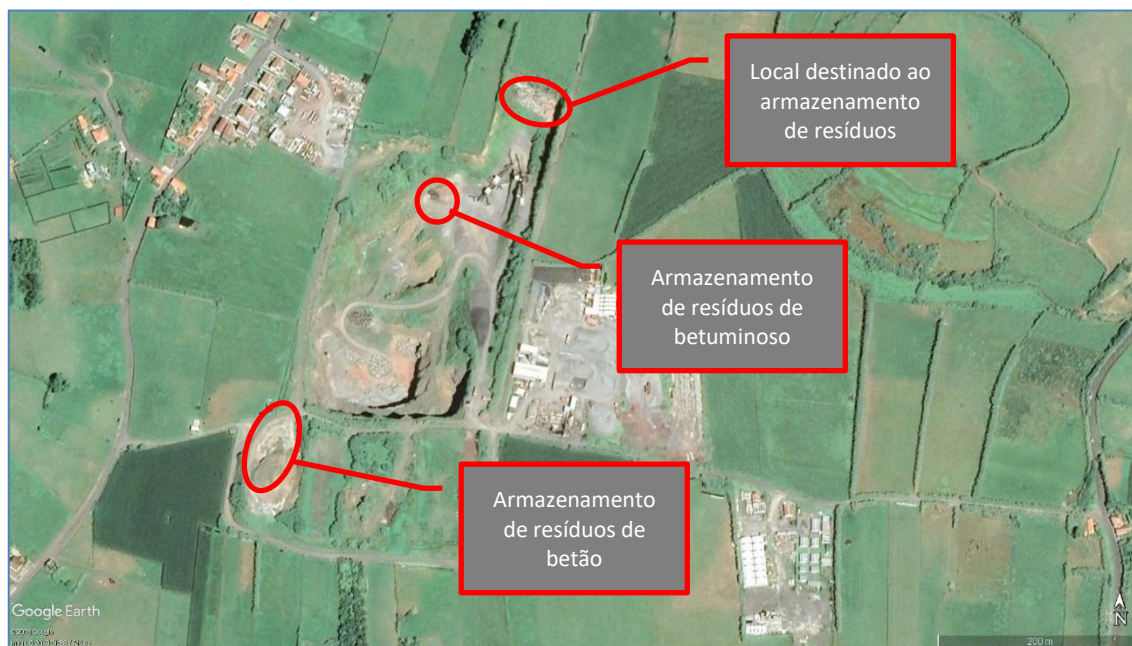 Local destinado ao
armazenamento
de resíduos
Armazenamento
de resíduos de
betuminoso
Armazenamento
de resíduos de
betão
Google Earth
200 m